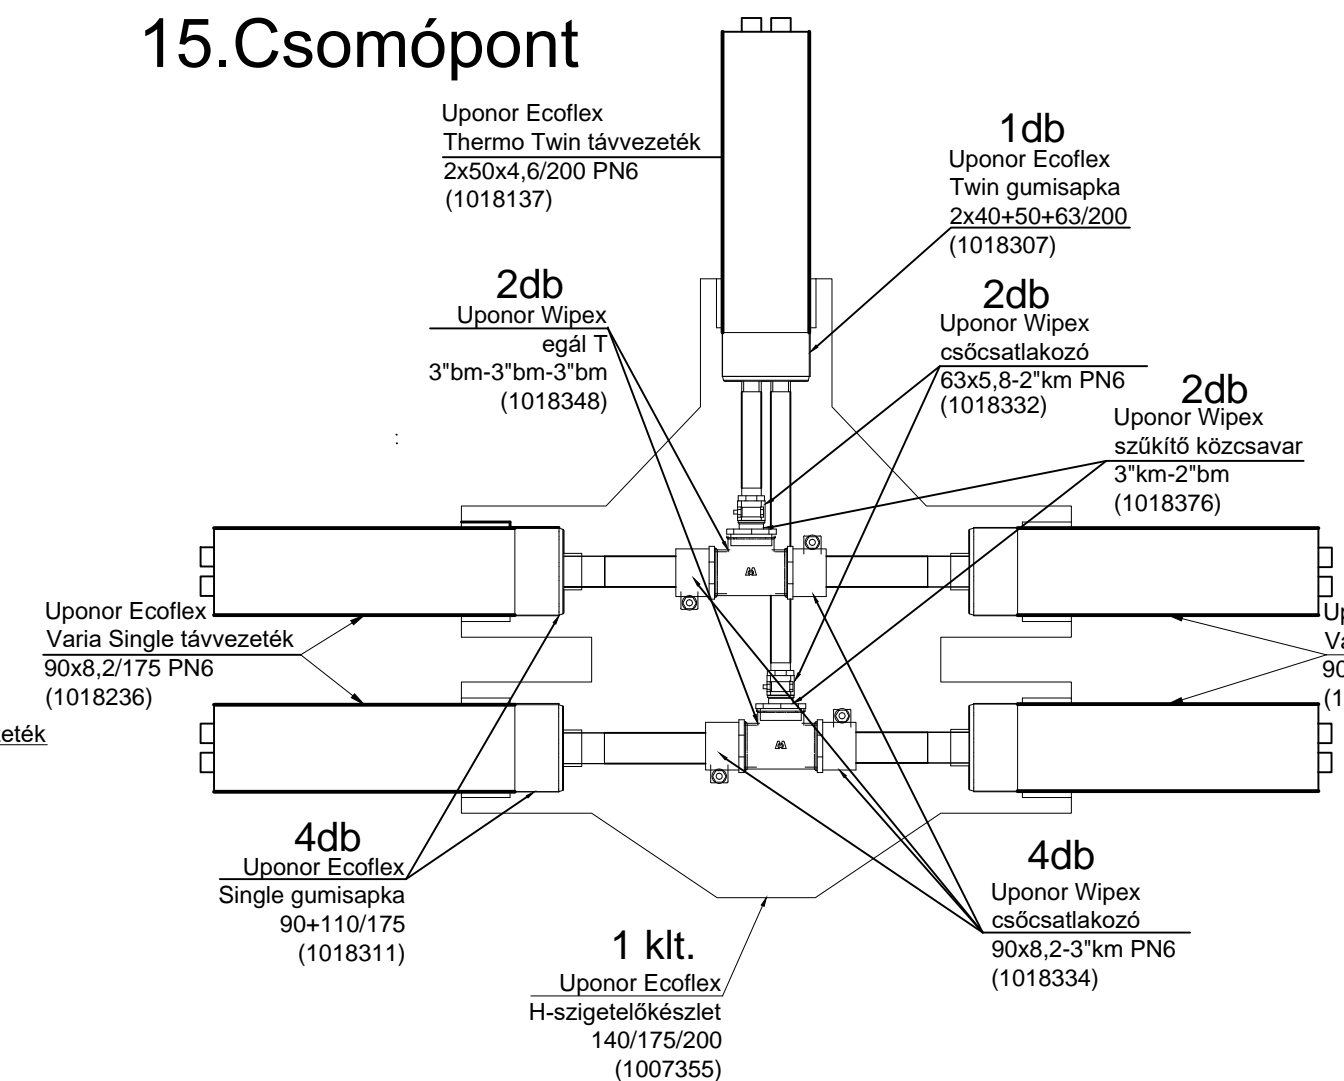 15.Csomópont
Uponor Ecoflex
Thermo Twin távvezeték
2x50x4,6/200 PN6
(1018137)
1db
Uponor Ecoflex
Twin gumisapka
2x40+50+63/200
(1018307)
2db
Uponor Wipex
egál T
3"bm-3"bm-3"bm
(1018348)
2db
Uponor Wipex
csőcsatlakozó
63x5,8-2"km PN6
(1018332)
2db
Uponor Wipex
szűkítő közcsavar
3"km-2"bm
(1018376)
:
Uponor Ecoflex
Varia Single távvezeték
90x8,2/175 PN6
(1018236)
Up
Va
90
(1
eték
4db
Uponor Ecoflex
Single gumisapka
90+110/175
(1018311)
1 klt.
Uponor Ecoflex
H-szigetelőkészlet
140/175/200
(1007355)
4db
Uponor Wipex
csőcsatlakozó
90x8,2-3"km PN6
(1018334)